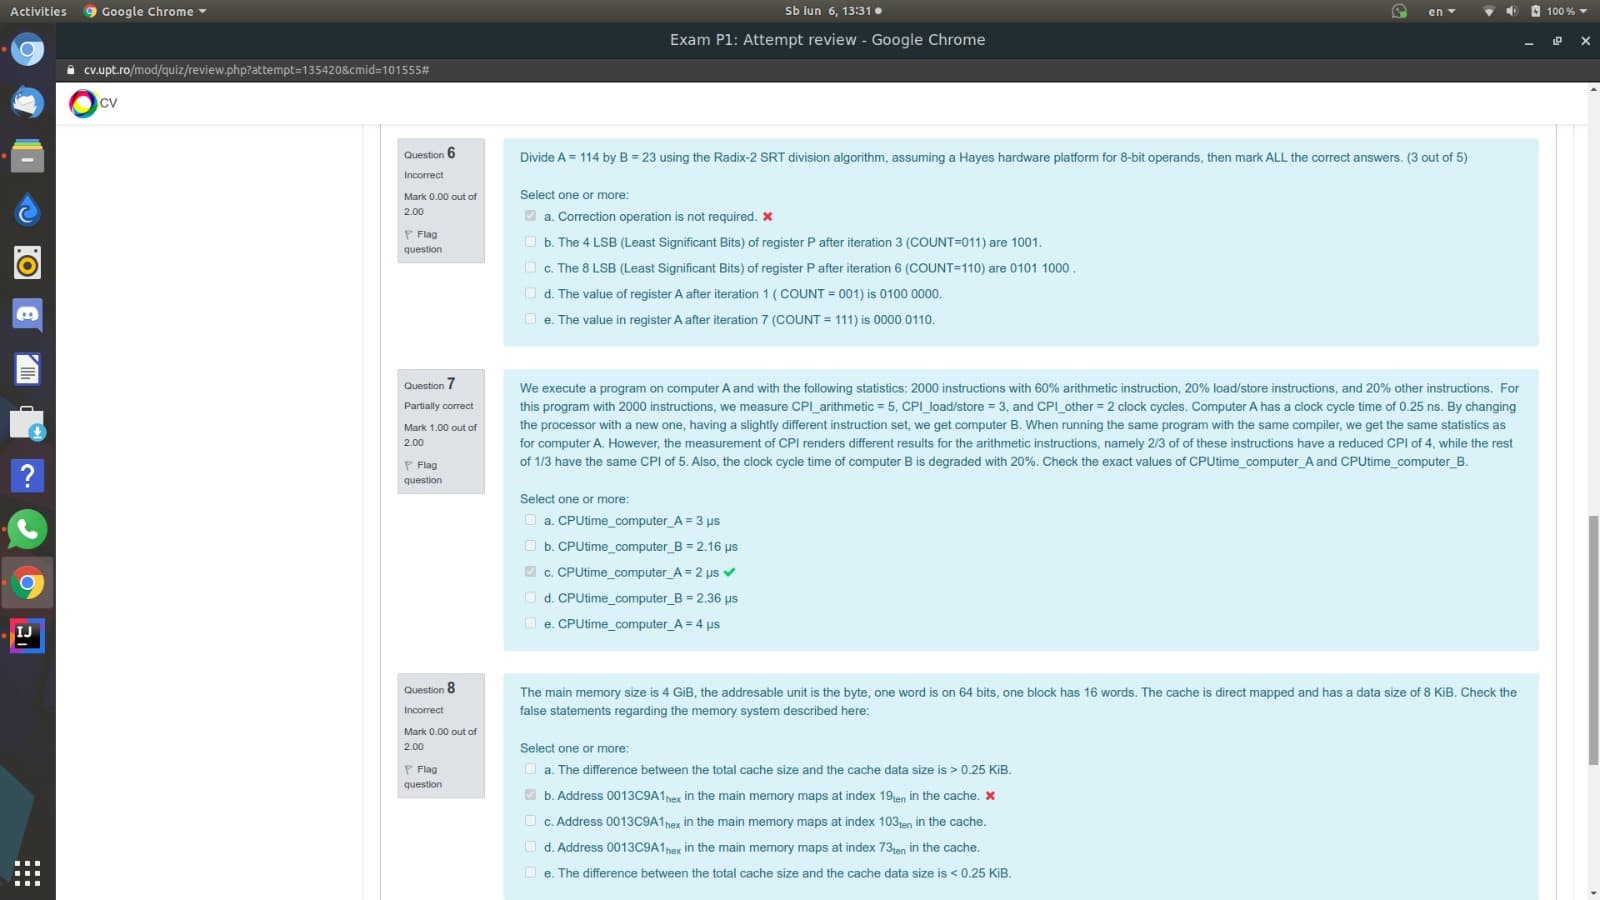 Activities Google Chrome Sb iun 6, 13:31 en 100 %
Exam P1: Attempt review - Google Chrome
cv.upt.ro/mod/quiz/review.php?attempt=135420&cmid=101555#
CV
Question 6
Incorrect
Mark 0.00 out of
2.00
Flag
question
Divide A = 114 by B = 23 using the Radix-2 SRT division algorithm, assuming a Hayes hardware platform for 8-bit operands, then mark ALL the correct answers. (3 out of 5)
Select one or more:
a. Correction operation is not required.
b. The 4 LSB (Least Significant Bits) of register P after iteration 3 (COUNT=011) are 1001.
c. The 8 LSB (Least Significant Bits) of register P after iteration 6 (COUNT=110) are 0101 1000 .
d. The value of register A after iteration 1 ( COUNT = 001) is 0100 0000.
e. The value in register A after iteration 7 (COUNT = 111) is 0000 0110.
Question 7
Partially correct
Mark 1.00 out of
2.00
Flag
question
We execute a program on computer A and with the following statistics: 2000 instructions with 60% arithmetic instruction, 20% load/store instructions, and 20% other instructions. For
this program with 2000 instructions, we measure CPI_arithmetic = 5, CPI_load/store = 3, and CPI_other = 2 clock cycles. Computer A has a clock cycle time of 0.25 ns. By changing
the processor with a new one, having a slightly different instruction set, we get computer B. When running the same program with the same compiler, we get the same statistics as
for computer A. However, the measurement of CPI renders different results for the arithmetic instructions, namely 2/3 of of these instructions have a reduced CPI of 4, while the rest
of 1/3 have the same CPI of 5. Also, the clock cycle time of computer B is degraded with 20%. Check the exact values of CPUtime_computer_A and CPUtime_computer_B.
Select one or more:
a. CPUtime_computer_A = 3 µs
b. CPUtime_computer_B = 2.16 µs
c. CPUtime_computer_A = 2 µs
d. CPUtime_computer_B = 2.36 µs
e. CPUtime_computer_A = 4 µs
Question 8
Incorrect
Mark 0.00 out of
2.00
Flag
question
The main memory size is 4 GiB, the addresable unit is the byte, one word is on 64 bits, one block has 16 words. The cache is direct mapped and has a data size of 8 KiB. Check the
false statements regarding the memory system described here:
Select one or more:
a. The difference between the total cache size and the cache data size is > 0.25 KiB.
b. Address 0013C9A1hex in the main memory maps at index 19ten in the cache.
c. Address 0013C9A1hex in the main memory maps at index 103ten in the cache.
d. Address 0013C9A1hex in the main memory maps at index 73ten in the cache.
e. The difference between the total cache size and the cache data size is < 0.25 KiB.
IJ